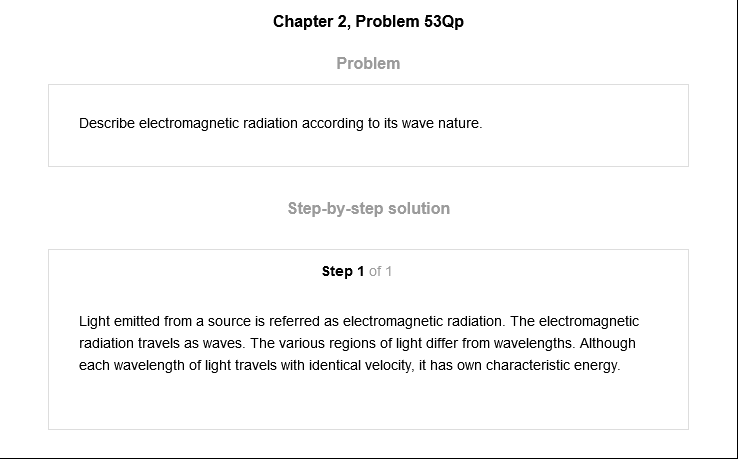 Chapter 2, Problem 53Qp
Problem
Describe electromagnetic radiation according to its wave nature.
Step-by-step solution
Step 1 of 1
Light emitted from a source is referred as electromagnetic radiation. The electromagnetic
radiation travels as waves. The various regions of light differ from wavelengths. Although
each wavelength of light travels with identical velocity, it has own characteristic energy.